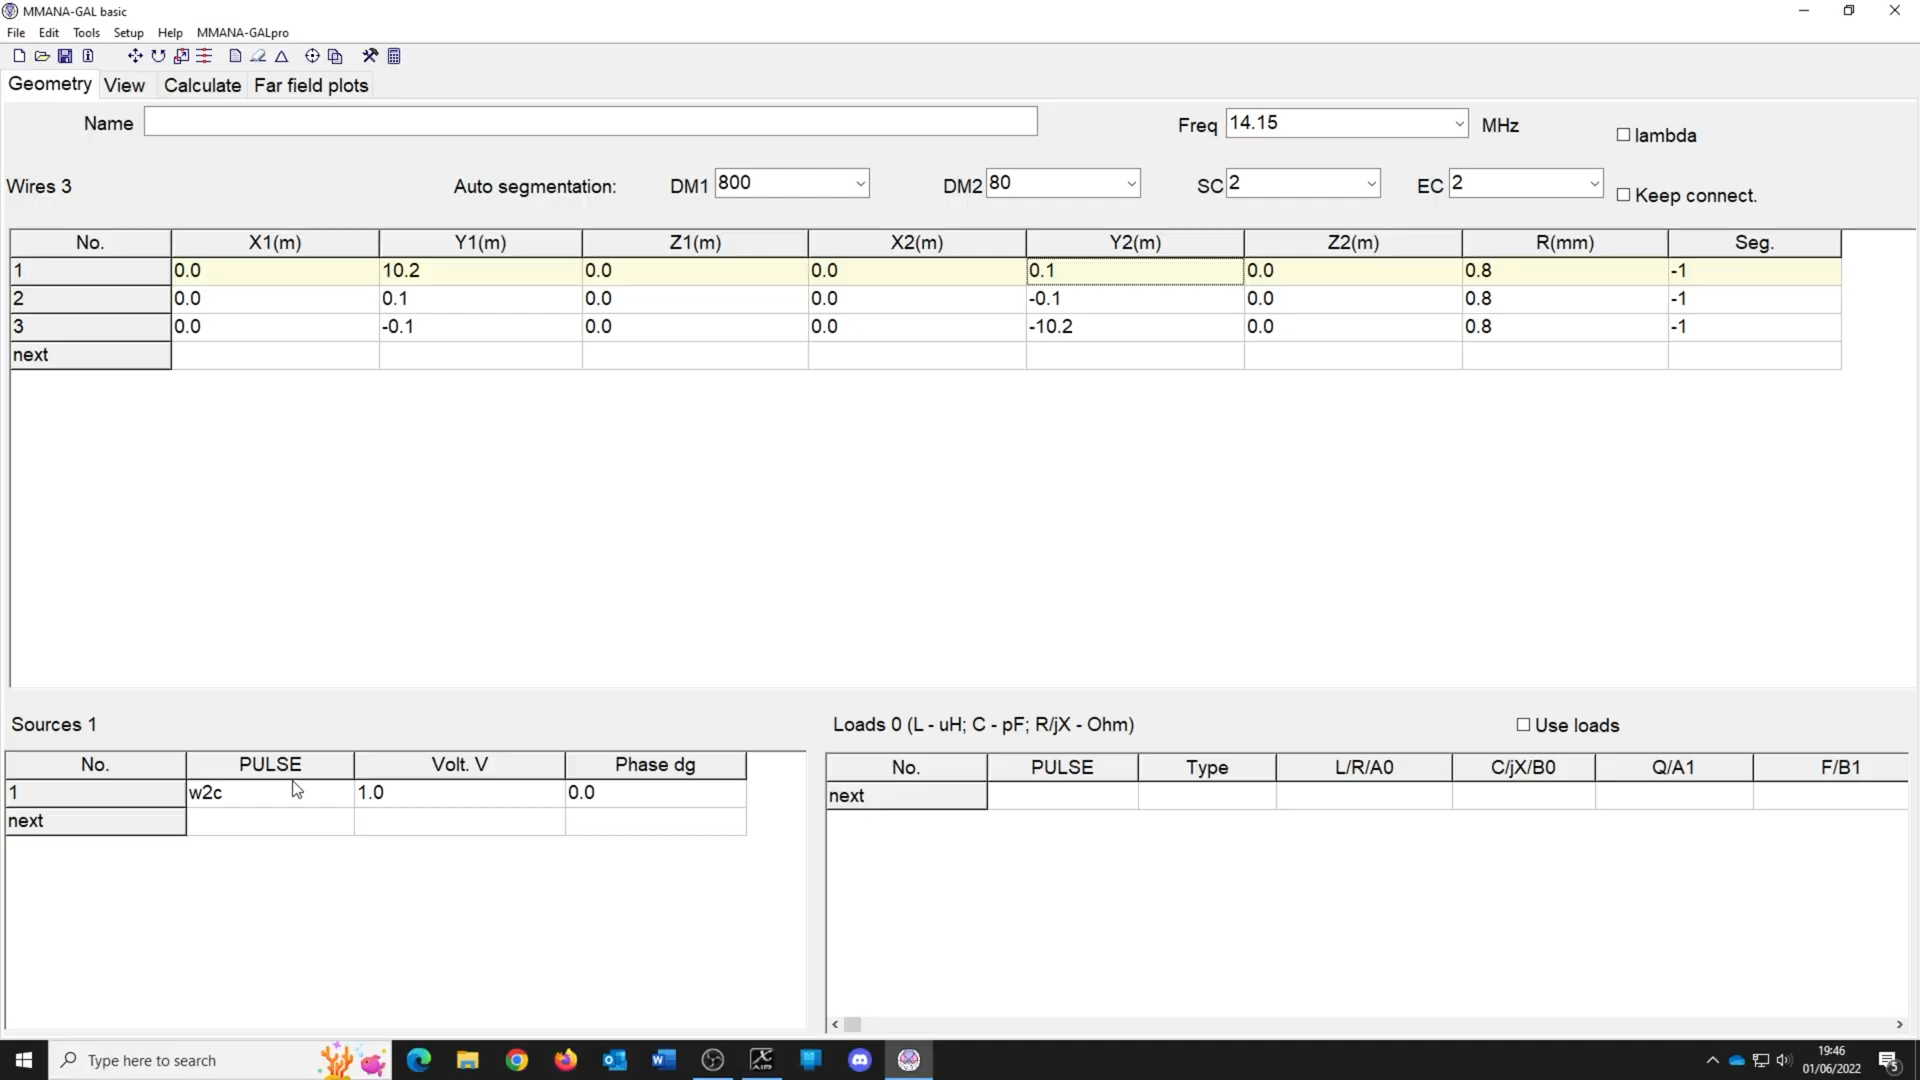 MMANA-GAL basic
File Edit Tools Setup Help MMANA-GALpro
Geometry View Calculate Far field plots
Name Freq 14.15 MHz lambda
Wires 3 Auto segmentation: DM1 800 DM2 80 SC 2 EC 2 Keep connect.
No. X1(m) Y1(m) Z1(m) X2(m) Y2(m) Z2(m) R(mm) Seg.
1 0.0 10.2 0.0 0.0 0.1 0.0 0.8 -1
2 0.0 0.1 0.0 0.0 -0.1 0.0 0.8 -1
3 0.0 -0.1 0.0 0.0 -10.2 0.0 0.8 -1
next
Sources 1 Loads 0 (L - uH; C - pF; R/jX - Ohm) Use loads
No. PULSE Volt. V Phase dg No. PULSE Type L/R/A0 C/jX/B0 Q/A1 F/B1
1 w2c 1.0 0.0 next
next
Type here to search
19:46
01/06/2022
5